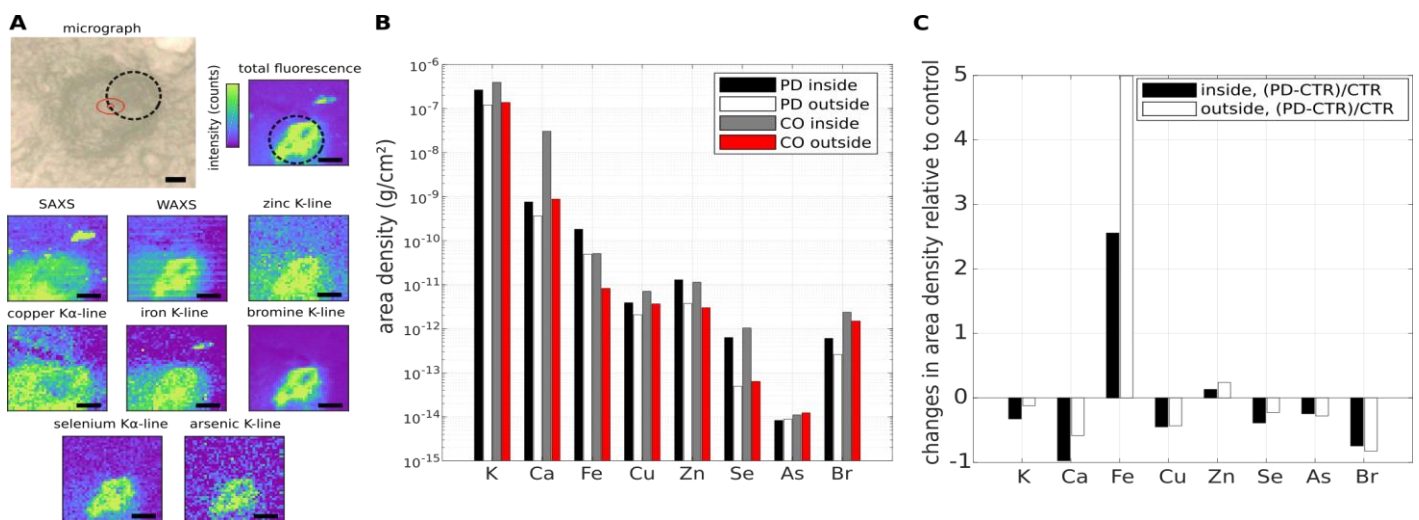 A
micrograph
intensity (counts)
total fluorescence
SAXS
WAXS
zinc K-line
copper Kα-line
iron K-line
bromine K-line
selenium Kα-line
arsenic K-line
B
area density (g/cm²)
10⁻⁶
10⁻⁷
10⁻⁸
10⁻⁹
10⁻¹⁰
10⁻¹¹
10⁻¹²
10⁻¹³
10⁻¹⁴
10⁻¹⁵
PD inside
PD outside
CO inside
CO outside
K Ca Fe Cu Zn Se As Br
C
changes in area density relative to control
5
4
3
2
1
0
-1
inside, (PD-CTR)/CTR
outside, (PD-CTR)/CTR
K Ca Fe Cu Zn Se As Br